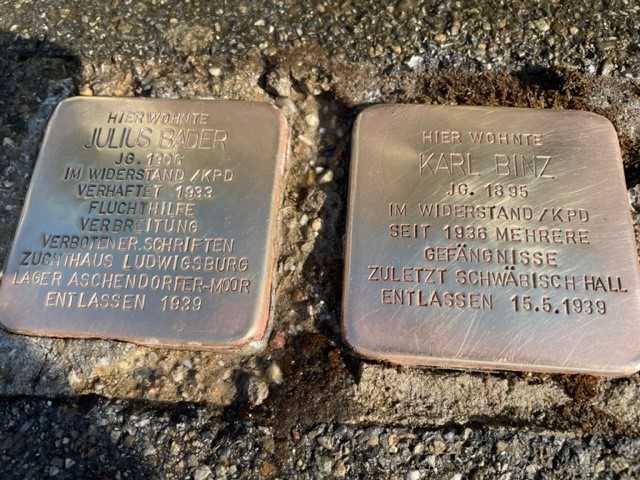 HIER WOHNTE
JULIUS BADER
JG. 1906
IM WIDERSTAND / KPD
VERHAFTET 1933
FLUCHTHILFE
VERBREITUNG
VERBOTENER SCHRIFTEN
ZUCHTHAUS LUDWIGSBURG
LAGER ASCHENDORFER-MOOR
ENTLASSEN 1939
HIER WOHNTE
KARL BINZ
JG. 1895
IM WIDERSTAND / KPD
SEIT 1936 MEHRERE
GEFÄNGNISSE
ZULETZT SCHWÄBISCH HALL
ENTLASSEN 15.5.1939